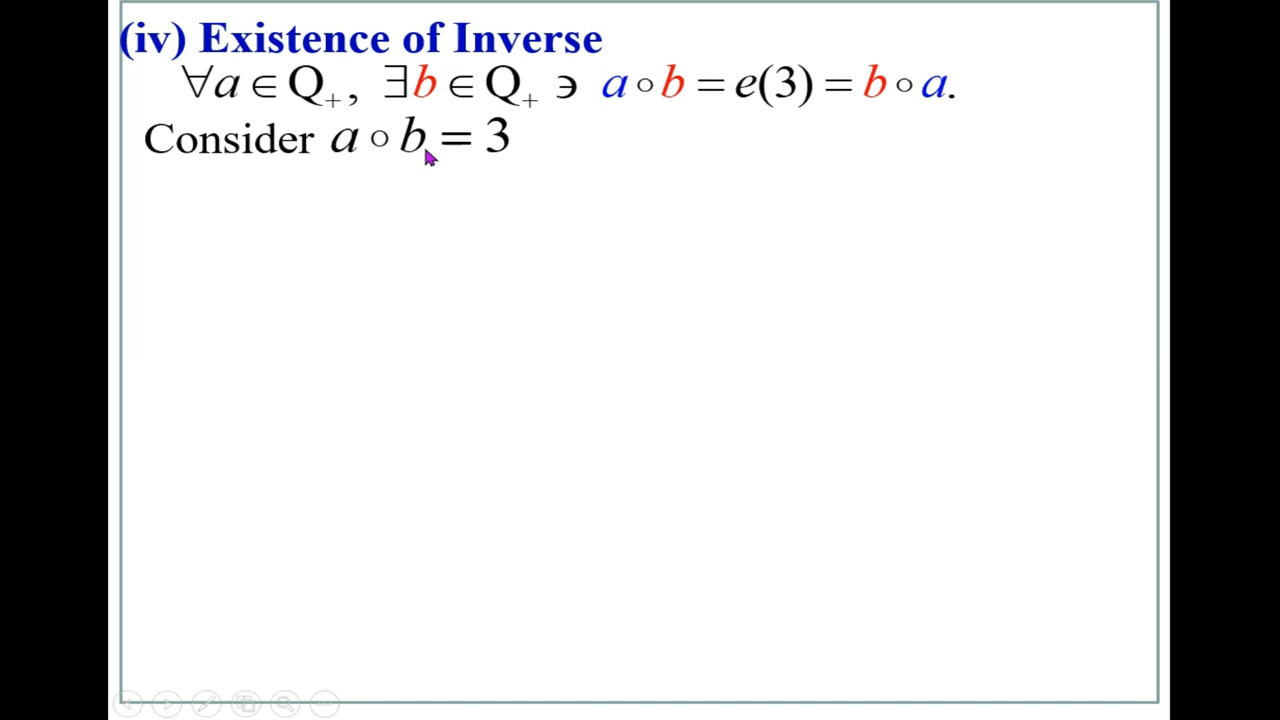 (iv) Existence of Inverse
∀a ∈ Q₊, ∃b ∈ Q₊ ∍ a ∘ b = e(3) = b ∘ a.
Consider a ∘ b = 3